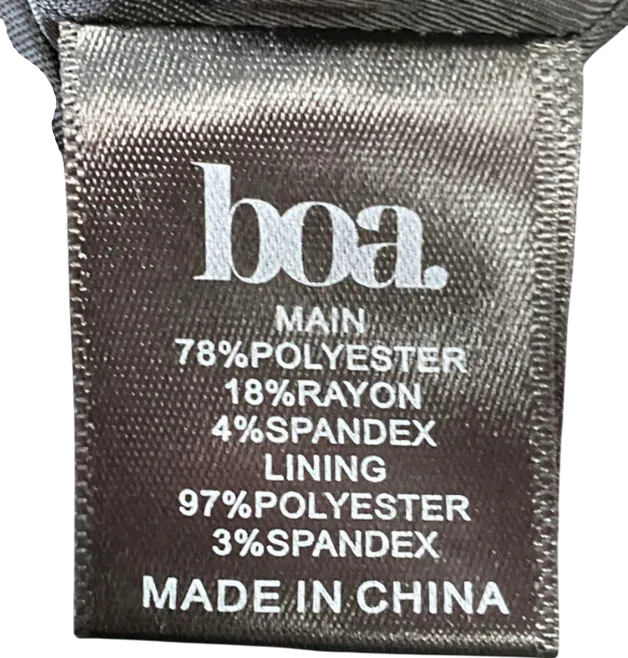 boa.
MAIN
78%POLYESTER
18%RAYON
4%SPANDEX
LINING
97%POLYESTER
3%SPANDEX
MADE IN CHINA